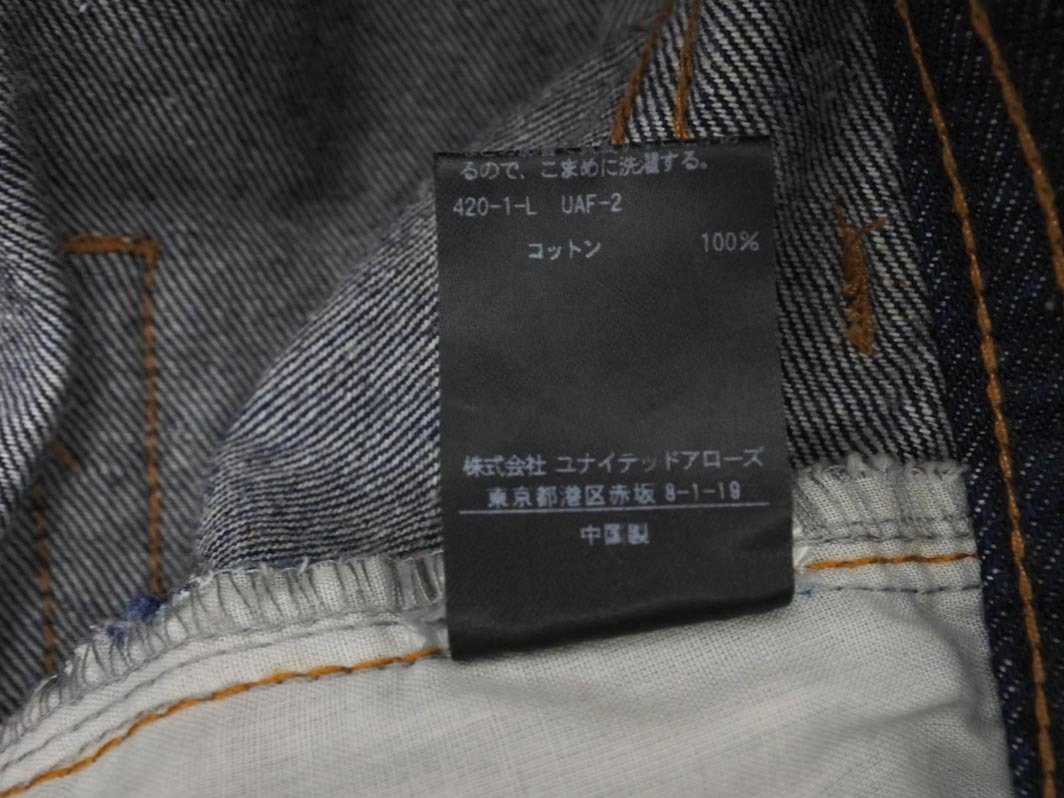 るので、こまめに洗濯する。
420-1-L UAF-2
コットン 100%
株式会社 ユナイテッドアローズ
東京都港区赤坂 8-1-19
中国製